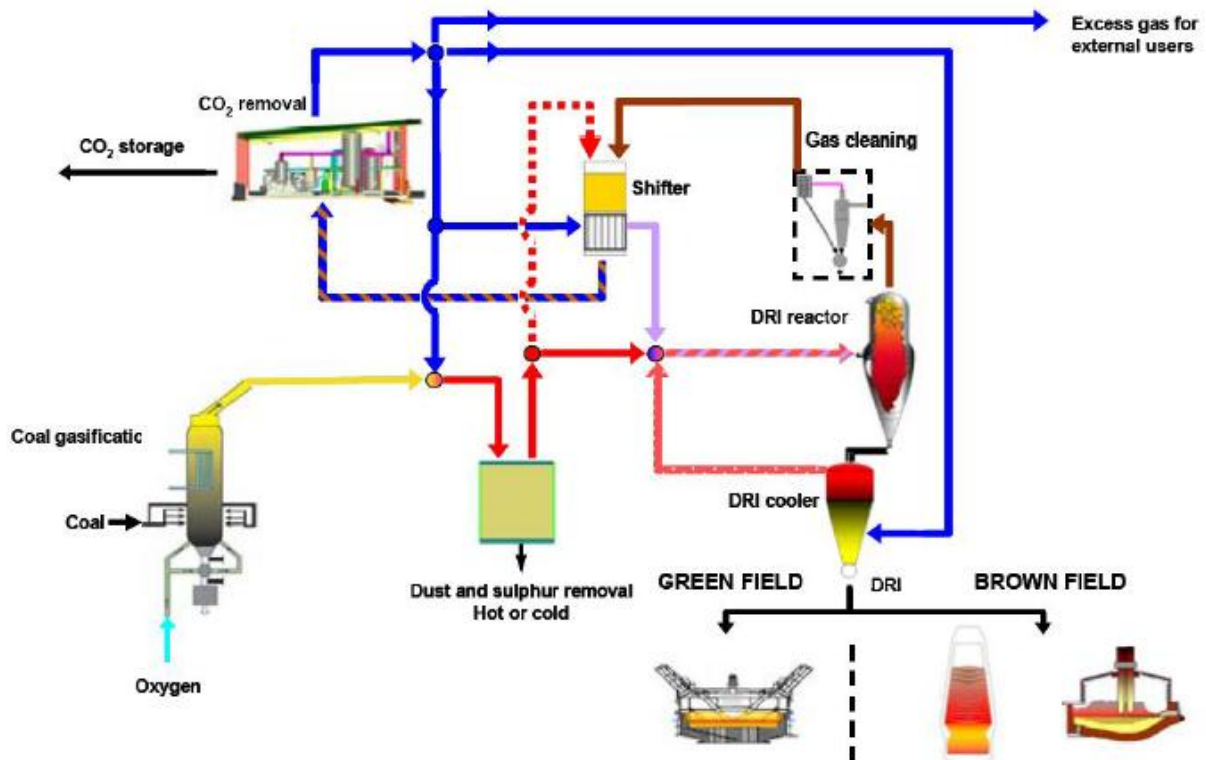 Excess gas for
external users
CO2 removal
CO2 storage
Gas cleaning
Shifter
DRI reactor
Coal gasificatic
DRI cooler
Coal
Dust and sulphur removal
Hot or cold
GREEN FIELD
DRI
BROWN FIELD
Oxygen